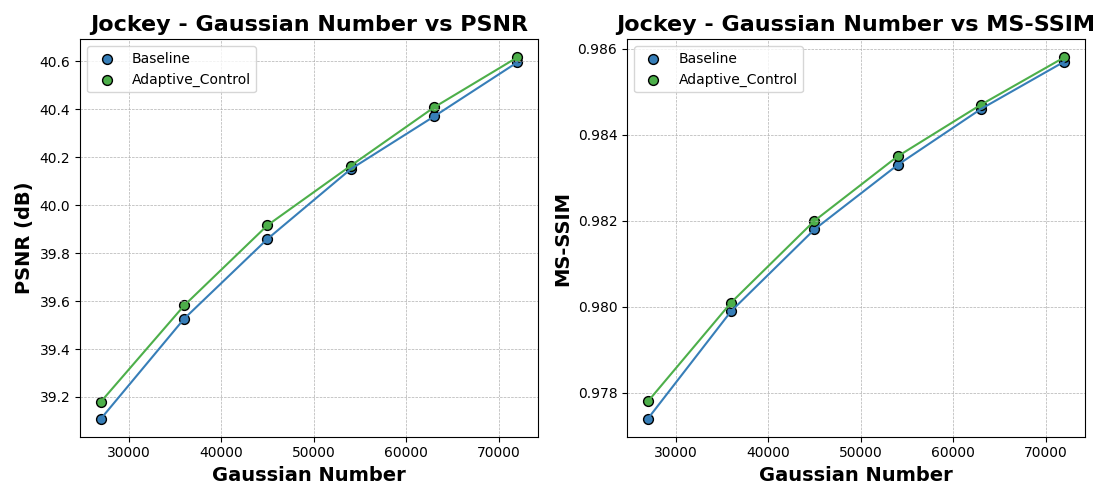 Jockey - Gaussian Number vs PSNR
Baseline
Adaptive_Control
40.6
40.4
40.2
40.0
39.8
39.6
39.4
39.2
PSNR (dB)
30000 40000 50000 60000 70000
Gaussian Number
Jockey - Gaussian Number vs MS-SSIM
Baseline
Adaptive_Control
0.986
0.984
0.982
0.980
0.978
MS-SSIM
30000 40000 50000 60000 70000
Gaussian Number